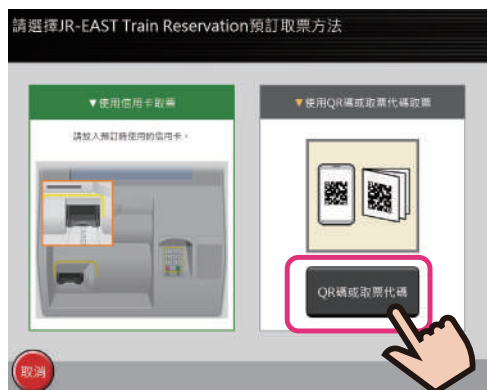 請選擇JR-EAST Train Reservation預訂取票方法
▼使用信用卡取票
請放入預訂時使用的信用卡。
▼使用QR碼或取票代碼取票
QR碼或取票代碼
取消